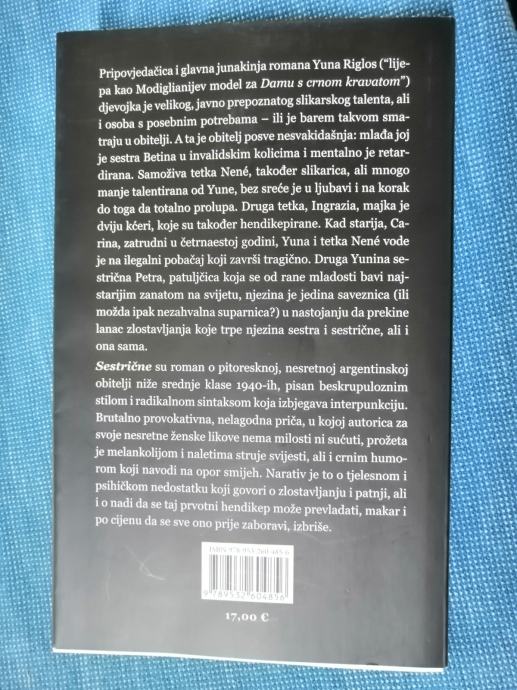 Pripovjedačica i glavna junakinja romana Yuna Riglos (“lije-
pa kao Modiglianijev model za Damu s crnom kravatom”)
djevojka je velikog, javno prepoznatog slikarskog talenta, ali
i osoba s posebnim potrebama – ili je barem takvom sma-
traju u obitelji. A ta je obitelj posve nesvakidašnja: mlađa joj
je sestra Betina u invalidskim kolicima i mentalno je retar-
dirana. Samoživa tetka Nené, također slikarica, ali mnogo
manje talentirana od Yune, bez sreće je u ljubavi i na korak
do toga da totalno prolupa. Druga tetka, Ingrazia, majka je
dviju kćeri, koje su također hendikepirane. Kad starija, Ca-
rina, zatrudni u četrnaestoj godini, Yuna i tetka Nené vode
je na ilegalni pobačaj koji završi tragično. Druga Yunina se-
strična Petra, patuljčica koja se od rane mladosti bavi naj-
starijim zanatom na svijetu, njezina je jedina saveznica (ili
možda ipak nezahvalna suparnica?) u nastojanju da prekine
lanac zlostavljanja koje trpe njezina sestra i sestrične, ali i
ona sama.
Sestrične su roman o pitoresknoj, nesretnoj argentinskoj
obitelji niže srednje klase 1940-ih, pisan beskrupuloznim
stilom i radikalnom sintaksom koja izbjegava interpunkciju.
Brutalno provokativna, nelagodna priča, u kojoj autorica za
svoje nesretne ženske likove nema milosti ni sućuti, prožeta
je melankolijom i naletima struje svijesti, ali i crnim humo-
rom koji navodi na opor smijeh. Narativ je to o tjelesnom i
psihičkom nedostatku koji govori o zlostavljanju i patnji, ali
i o nadi da se taj prvotni hendikep može prevladati, makar i
po cijenu da se sve ono prije zaboravi, izbriše.
ISBN 978-953-260-485-6
9 789532 604856
17,00 €